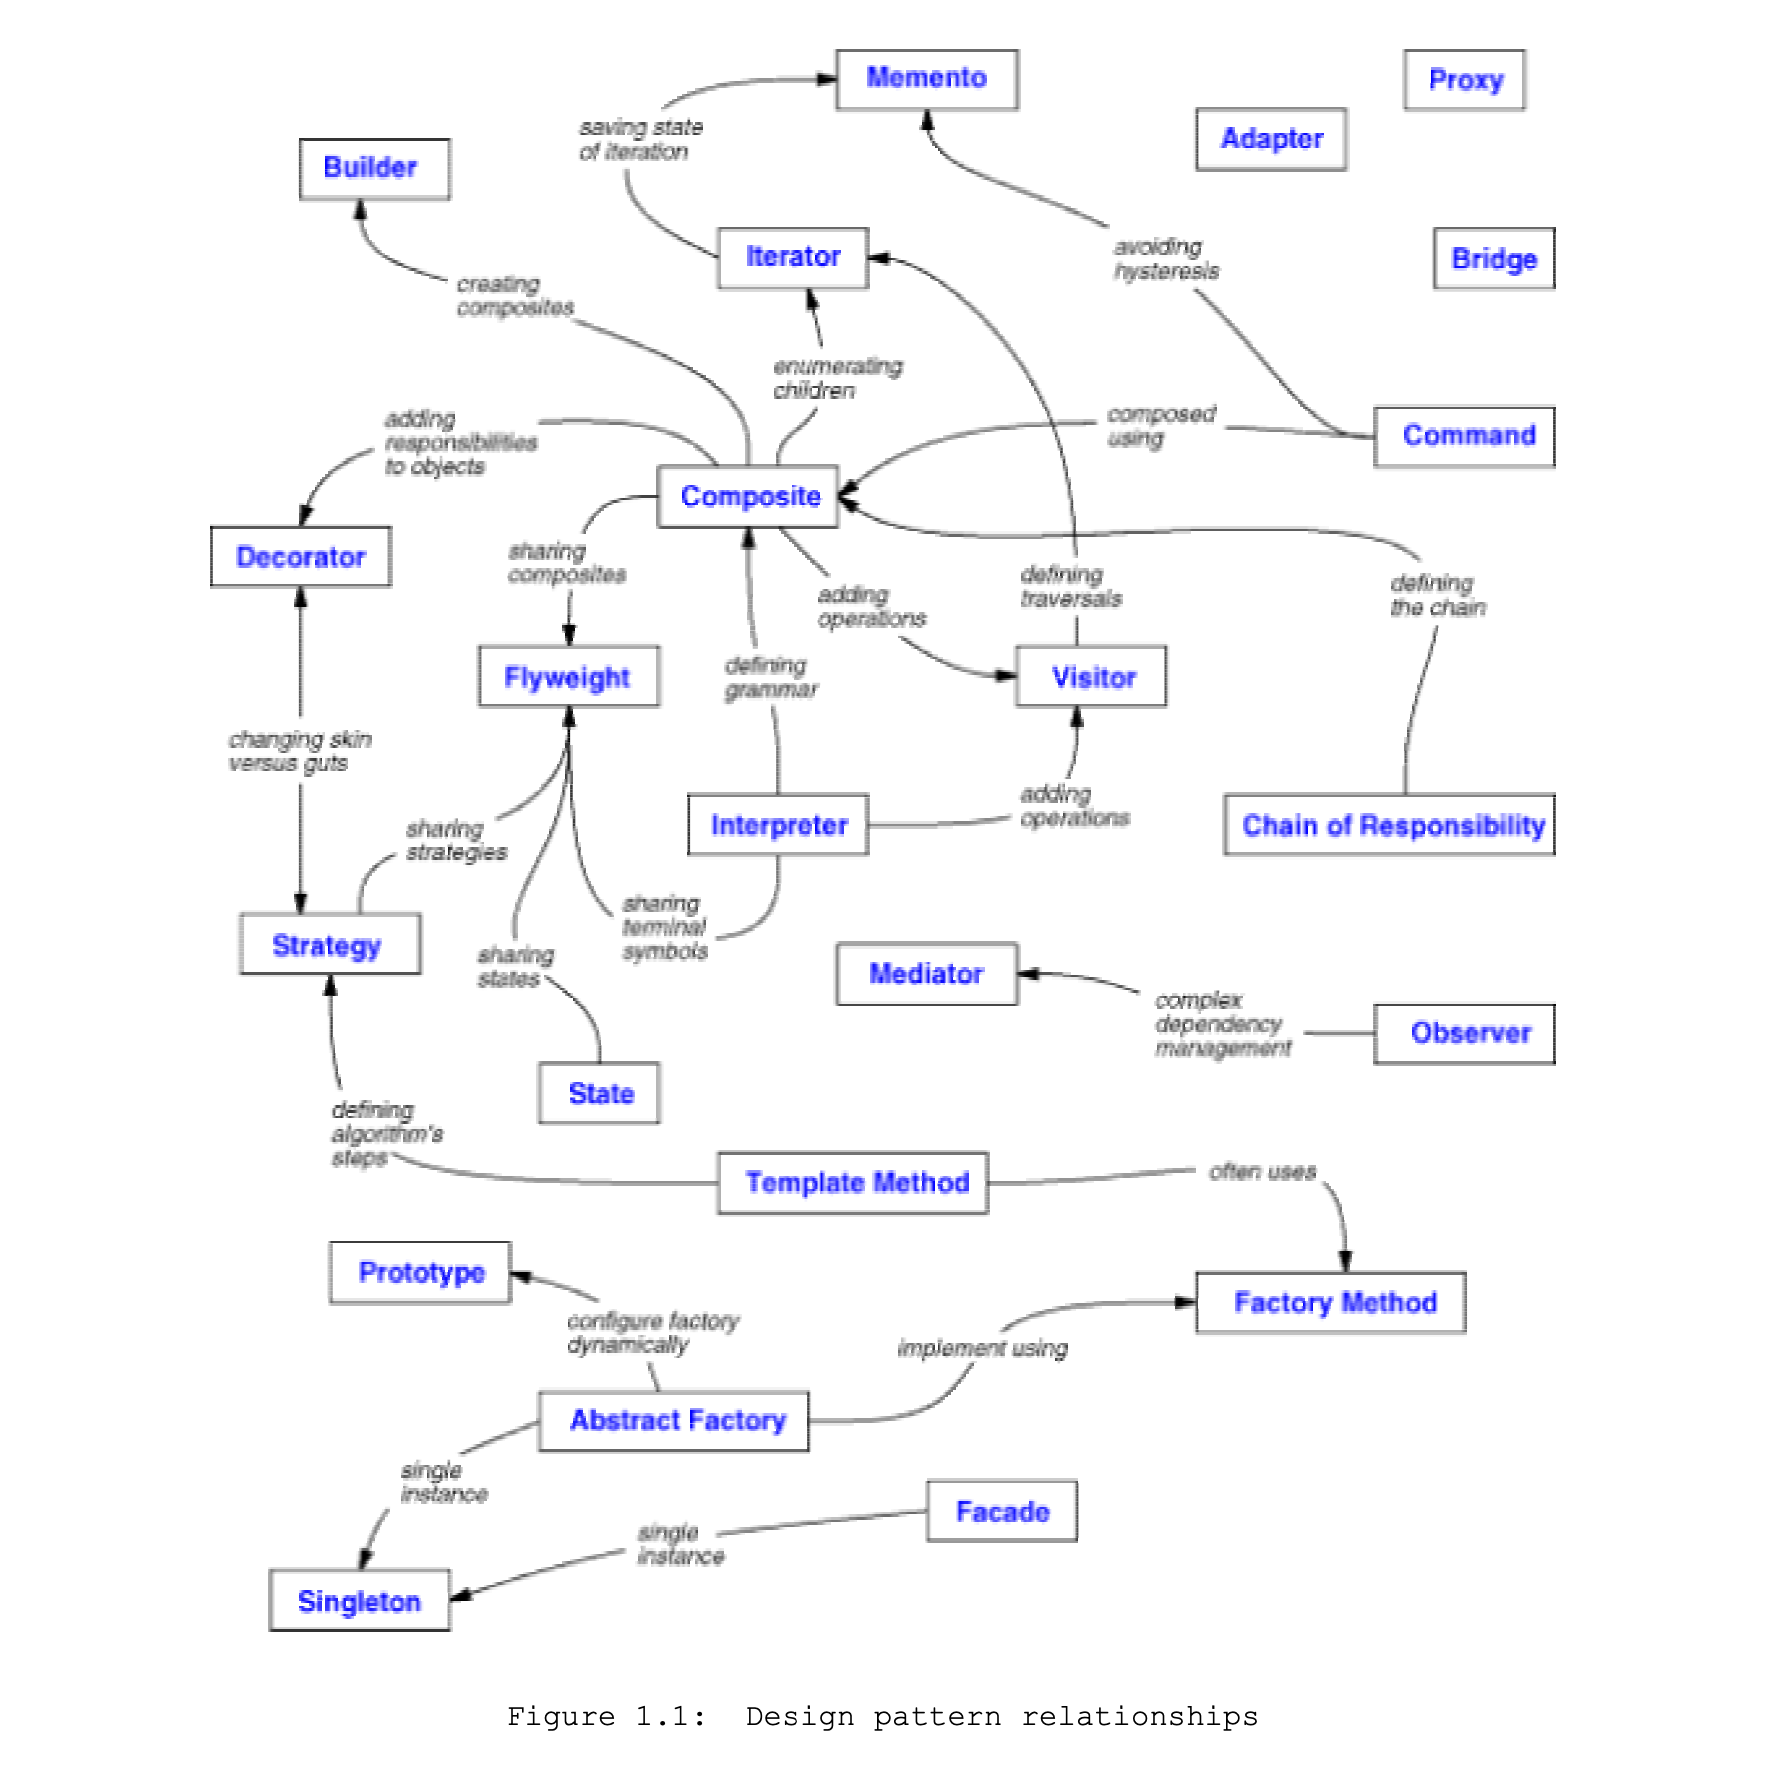 Memento
Proxy
Adapter
saving state
of iteration
Builder
Iterator
avoiding
hysteresis
Bridge
creating
composites
enumerating
children
adding
responsibilities
to objects
composed
using
Command
Composite
Decorator
sharing
composites
adding
operations
defining
traversals
defining
the chain
Flyweight
defining
grammar
Visitor
changing skin
versus guts
adding
operations
sharing
strategies
Interpreter
Chain of Responsibility
sharing
terminal
symbols
Strategy
sharing
states
Mediator
complex
dependency
management
Observer
State
defining
algorithm's
steps
Template Method
often uses
Prototype
Factory Method
configure factory
dynamically
implement using
Abstract Factory
single
instance
Facade
single
instance
Singleton
Figure 1.1: Design pattern relationships